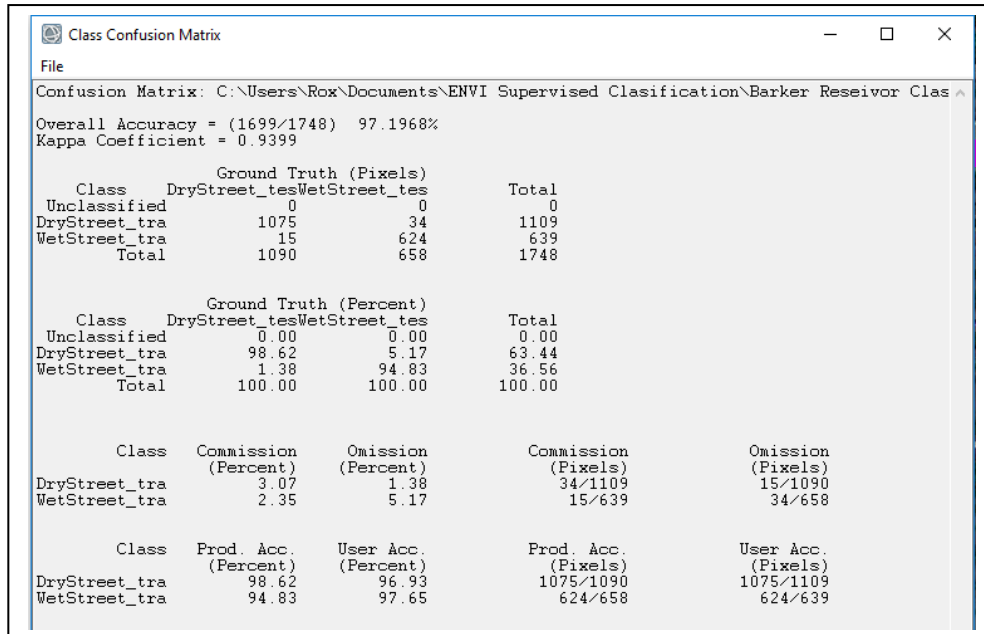 Class Confusion Matrix
File
Confusion Matrix: C:\Users\Rox\Documents\ENVI Supervised Clasification\Barker Reseivor Clas
Overall Accuracy = (1699/1748) 97.1968%
Kappa Coefficient = 0.9399
Ground Truth (Pixels)
Class DryStreet_tesWetStreet_tes Total
Unclassified 0 0 0
DryStreet_tra 1075 34 1109
WetStreet_tra 15 624 639
Total 1090 658 1748
Ground Truth (Percent)
Class DryStreet_tesWetStreet_tes Total
Unclassified 0.00 0.00 0.00
DryStreet_tra 98.62 5.17 63.44
WetStreet_tra 1.38 94.83 36.56
Total 100.00 100.00 100.00
Class Commission Omission Commission Omission
(Percent) (Percent) (Pixels) (Pixels)
DryStreet_tra 3.07 1.38 34/1109 15/1090
WetStreet_tra 2.35 5.17 15/639 34/658
Class Prod. Acc. User Acc. Prod. Acc. User Acc.
(Percent) (Percent) (Pixels) (Pixels)
DryStreet_tra 98.62 96.93 1075/1090 1075/1109
WetStreet_tra 94.83 97.65 624/658 624/639